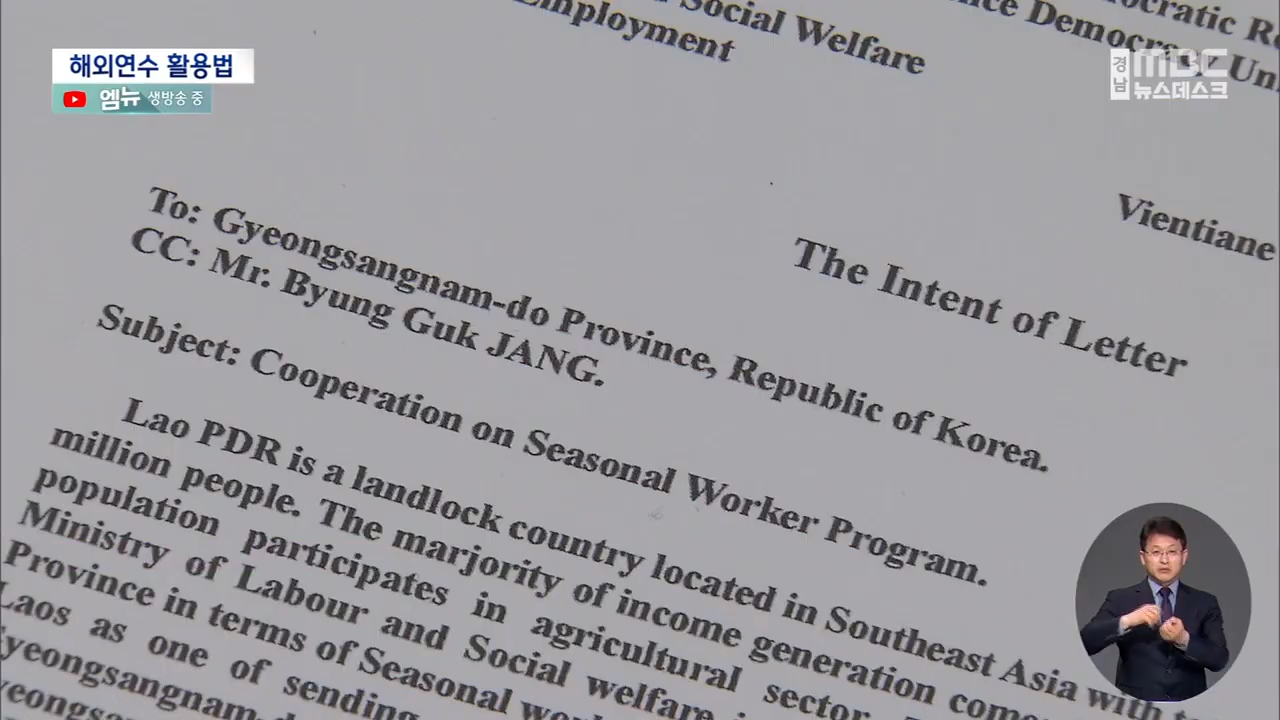 해외연수 활용법
엠뉴 생방송 중
경남
MBC
뉴스데스크
Social Welfare
Employment
Vientiane
The Intent of Letter
To: Gyeongsangnam-do Province, Republic of Korea.
CC: Mr. Byung Guk JANG.
Subject: Cooperation on Seasonal Worker Program.
Lao PDR is a landlock country located in Southeast Asia with
million people. The marjority of income generation
population participates in agricultural sector.
Ministry of Labour and Social welfare
Province in terms of Seasonal
Laos as one of sending